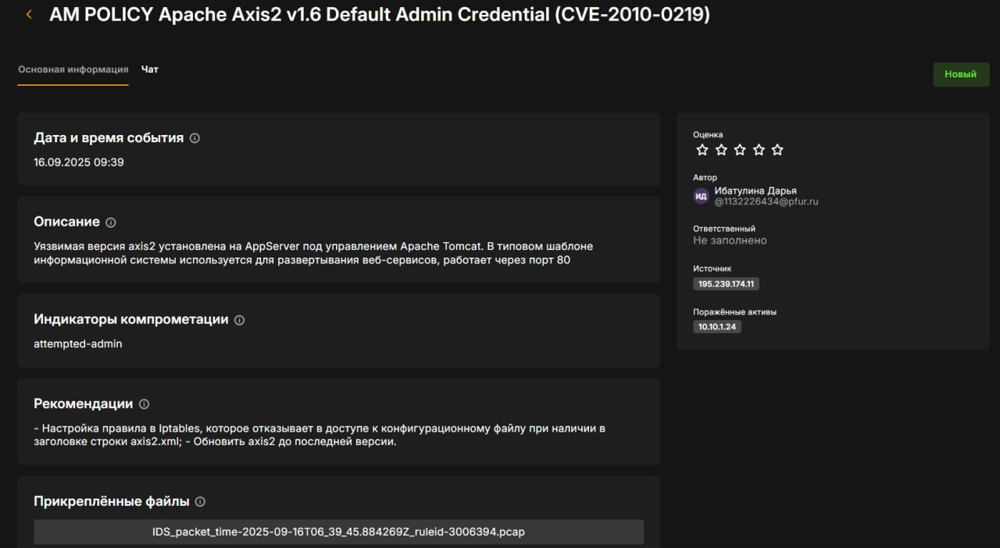 AM POLICY Apache Axis2 v1.6 Default Admin Credential (CVE-2010-0219)
Основная информация Чат
Новый
Дата и время события
16.09.2025 09:39
Описание
Уязвимая версия axis2 установлена на AppServer под управлением Apache Tomcat. В типовом шаблоне
информационной системы используется для развертывания веб-сервисов, работает через порт 80
Индикаторы компрометации
attempted-admin
Рекомендации
- Настройка правила в Iptables, которое отказывает в доступе к конфигурационному файлу при наличии в
заголовке строки axis2.xml; - Обновить axis2 до последней версии.
Прикреплённые файлы
IDS_packet_time-2025-09-16T06_39_45.884269Z_ruleid-3006394.pcap
Оценка
Автор
ИД
Ибатулина Дарья
@1132226434@pfur.ru
Ответственный
Не заполнено
Источник
195.239.174.11
Поражённые активы
10.10.1.24